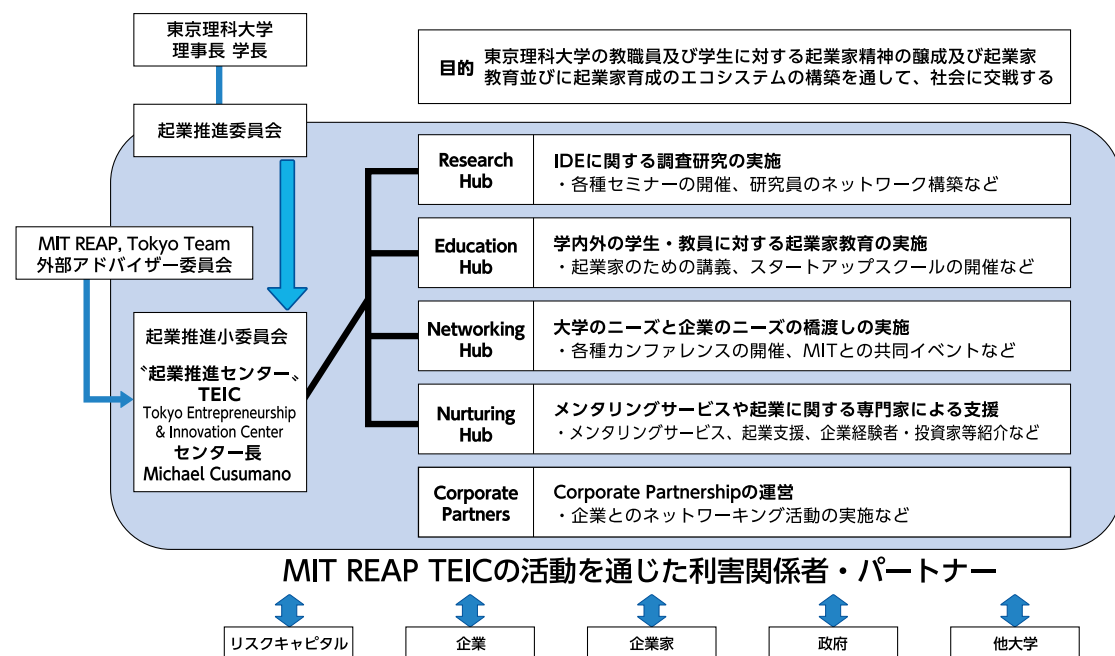 東京理科大学
理事長 学長
目的 東京理科大学の教職員及び学生に対する起業家精神の醸成及び起業家
教育並びに起業家育成のエコシステムの構築を通して、社会に交戦する
起業推進委員会
MIT REAP, Tokyo Team
外部アドバイザー委員会
起業推進小委員会
〝起業推進センター〟
TEIC
Tokyo Entrepreneurship
& Innovation Center
センター長
Michael Cusumano
Research
Hub
IDEに関する調査研究の実施
・各種セミナーの開催、研究員のネットワーク構築など
Education
Hub
学内外の学生・教員に対する起業家教育の実施
・起業家のための講義、スタートアップスクールの開催など
Networking
Hub
大学のニーズと企業のニーズの橋渡しの実施
・各種カンファレンスの開催、MITとの共同イベントなど
Nurturing
Hub
メンタリングサービスや起業に関する専門家による支援
・メンタリングサービス、起業支援、企業経験者・投資家等紹介など
Corporate
Partners
Corporate Partnershipの運営
・企業とのネットワーキング活動の実施など
MIT REAP TEICの活動を通じた利害関係者・パートナー
リスクキャピタル
企業
企業家
政府
他大学